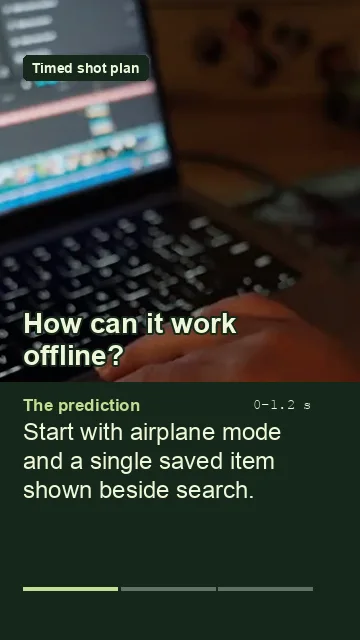 Timed shot plan
How can it work
offline?
The prediction
0–1.2 s
Start with airplane mode
and a single saved item
shown beside search.